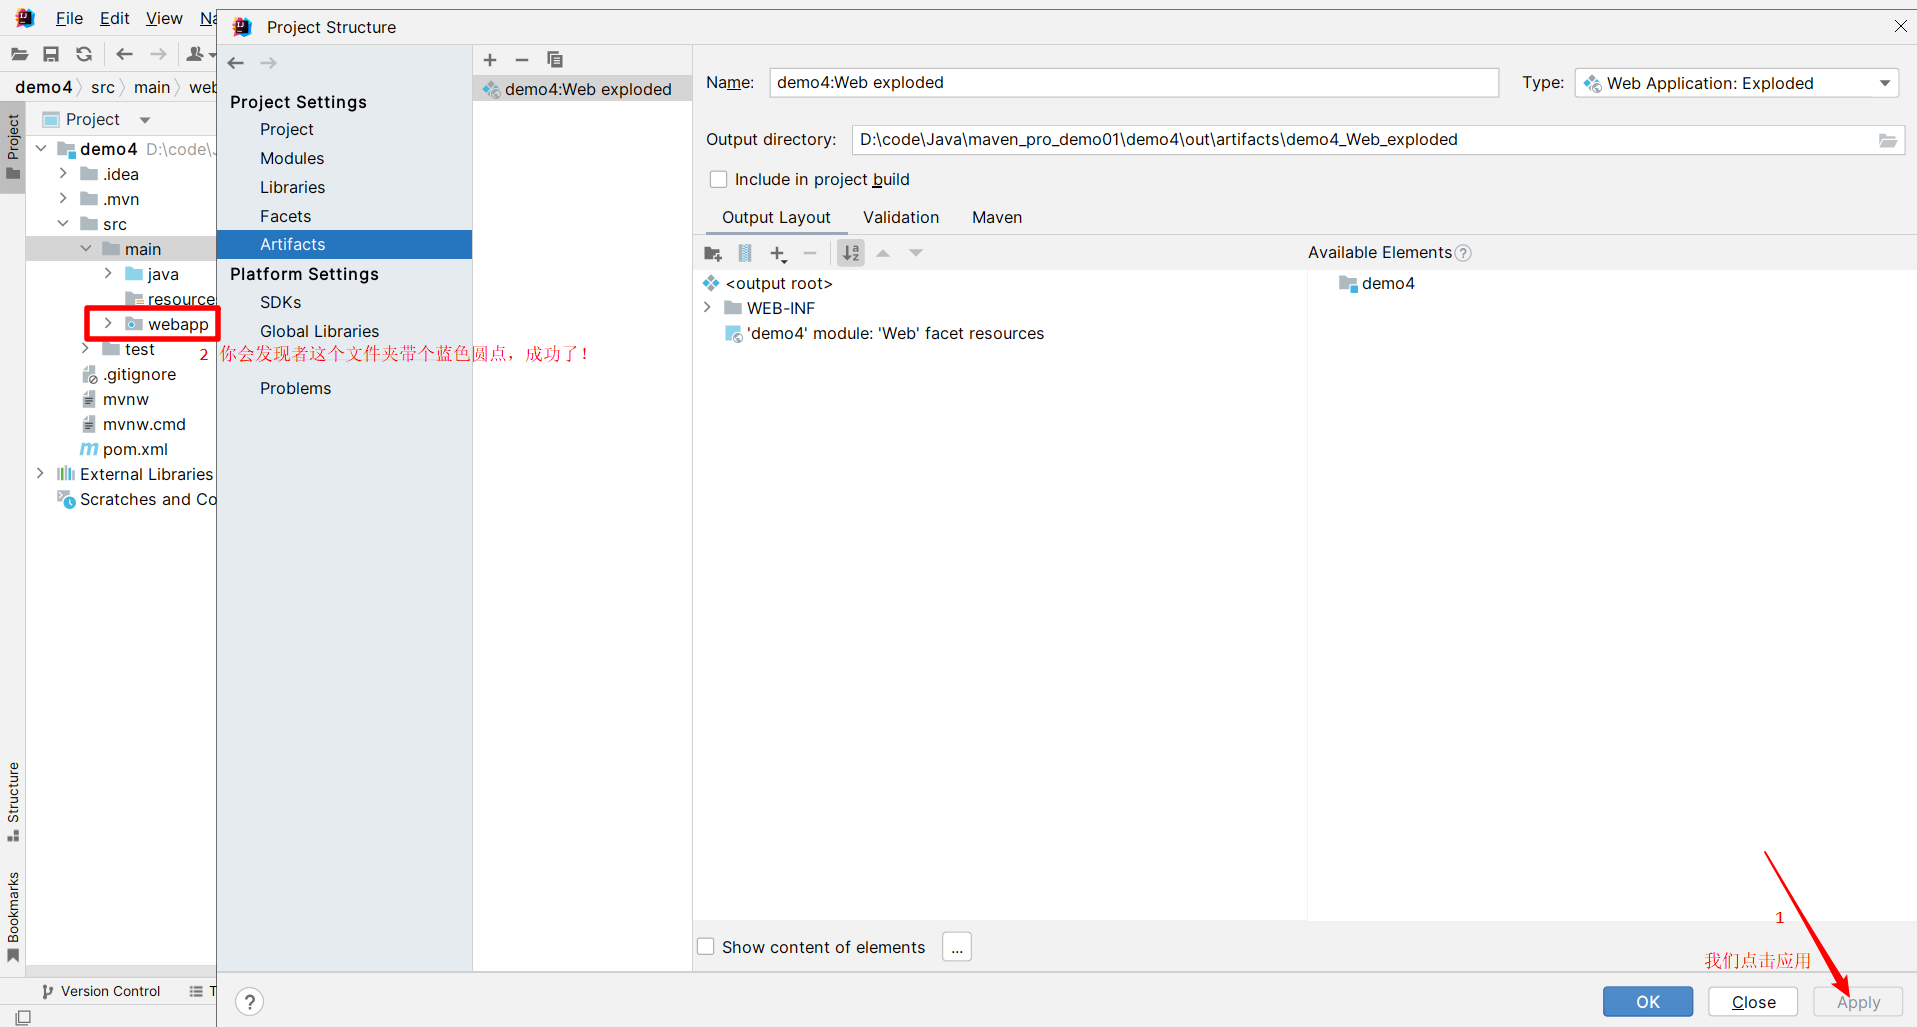 File Edit View Na
Project Structure
demo4 src main web
Project
Project
demo4 D:\code\J
.idea
.mvn
src
main
java
resources
webapp
test
.gitignore
mvnw
mvnw.cmd
pom.xml
External Libraries
Scratches and Co
Structure
Bookmarks
Version Control
T
Project Settings
Project
Modules
Libraries
Facets
Artifacts
Platform Settings
SDKs
Global Libraries
2 你会发现者这个文件夹带个蓝色圆点，成功了！
Problems
demo4:Web exploded
Name: demo4:Web exploded Type: Web Application: Exploded
Output directory: D:\code\Java\maven_pro_demo01\demo4\out\artifacts\demo4_Web_exploded
Include in project build
Output Layout Validation Maven
Available Elements ?
<output root>
WEB-INF
'demo4' module: 'Web' facet resources
demo4
Show content of elements ...
1
我们点击应用
? OK Close Apply